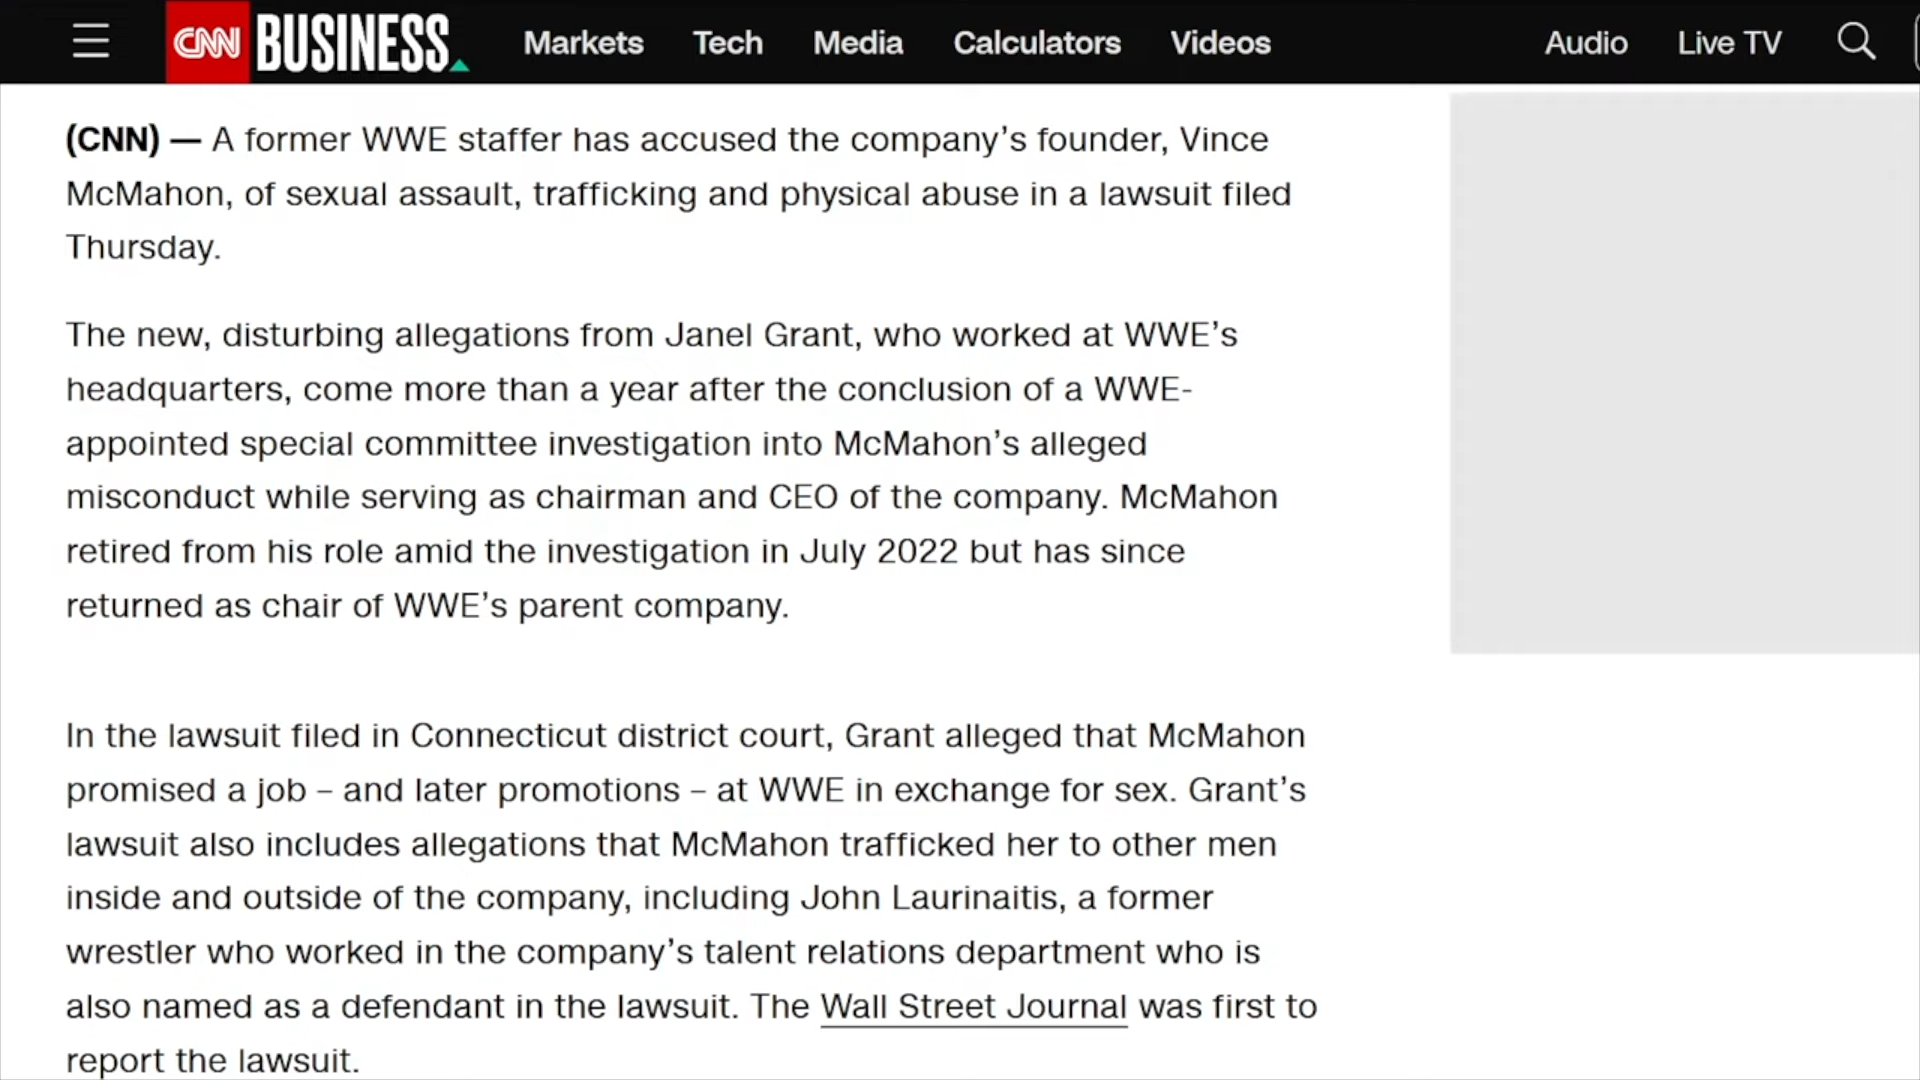 CNN BUSINESS Markets Tech Media Calculators Videos Audio Live TV
(CNN) — A former WWE staffer has accused the company’s founder, Vince
McMahon, of sexual assault, trafficking and physical abuse in a lawsuit filed
Thursday.
The new, disturbing allegations from Janel Grant, who worked at WWE’s
headquarters, come more than a year after the conclusion of a WWE-
appointed special committee investigation into McMahon’s alleged
misconduct while serving as chairman and CEO of the company. McMahon
retired from his role amid the investigation in July 2022 but has since
returned as chair of WWE’s parent company.
In the lawsuit filed in Connecticut district court, Grant alleged that McMahon
promised a job – and later promotions – at WWE in exchange for sex. Grant’s
lawsuit also includes allegations that McMahon trafficked her to other men
inside and outside of the company, including John Laurinaitis, a former
wrestler who worked in the company’s talent relations department who is
also named as a defendant in the lawsuit. The Wall Street Journal was first to
report the lawsuit.